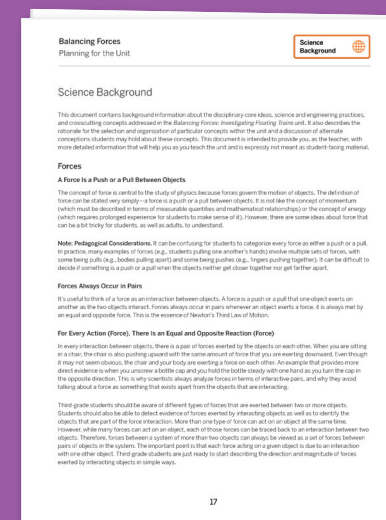 Balancing Forces
Planning for the Unit
Science
Background
Science Background
This document contains background information about the disciplinary core ideas, science and engineering practices,
and crosscutting concepts addressed in the Balancing Forces: Investigating Floating Trains unit. It also describes the
rationale for the selection and organization of particular concepts within the unit and a discussion of alternate
conceptions students may hold about these concepts. This document is intended to provide you, as the teacher, with
more detailed information that will help you as you teach the unit and is expressly not meant as student-facing material.
Forces
A Force Is a Push or a Pull Between Objects
The concept of force is central to the study of physics because forces govern the motion of objects. The definition of
force can be stated very simply—a force is a push or a pull between objects. It is not like the concept of momentum
(which must be described in terms of measurable quantities and mathematical relationships) or the concept of energy
(which requires prolonged experience for students to make sense of it). However, there are some ideas about force that
can be a bit tricky for students, as well as adults, to understand.
Note: Pedagogical Considerations. It can be confusing for students to categorize every force as either a push or a pull.
In practice, many examples of forces (e.g., students pulling one another's hands) involve multiple sets of forces, with
some being pulls (e.g., bodies pulling apart) and some being pushes (e.g., fingers pushing together). It can be difficult to
decide if something is a push or a pull when the objects neither get closer together nor get farther apart.
Forces Always Occur in Pairs
It's useful to think of a force as an interaction between objects. A force is a push or a pull that one object exerts on
another as the two objects interact. Forces always occur in pairs whenever an object exerts a force, it is always met by
an equal and opposite force. This is the essence of Newton's Third Law of Motion.
For Every Action (Force), There Is an Equal and Opposite Reaction (Force)
In every interaction between objects, there is a pair of forces exerted by the objects on each other. When you are sitting
in a chair, the chair is also pushing upward with the same amount of force that you are exerting downward. Even though
it may not seem obvious, the chair and your body are exerting a force on each other. An example that provides more
direct evidence is when you unscrew a bottle cap and you hold the bottle steady with one hand as you turn the cap in
the opposite direction. This is why scientists always analyze forces in terms of interactive pairs, and why they avoid
talking about a force as something that exists apart from the objects that are interacting.
Third-grade students should be aware of different types of forces that are exerted between two or more objects.
Students should also be able to detect evidence of forces exerted by interacting objects as well as to identify the
objects that are part of the force interaction. More than one type of force can act on an object at the same time.
However, while many forces can act on an object, each of those forces can be traced back to an interaction between two
objects. Therefore, forces between a system of more than two objects can always be viewed as a set of forces between
pairs of objects in the system. The important point is that each force acting on a given object is due to an interaction
with one other object. Third-grade students are just ready to start describing the direction and magnitude of forces
exerted by interacting objects in simple ways.
17